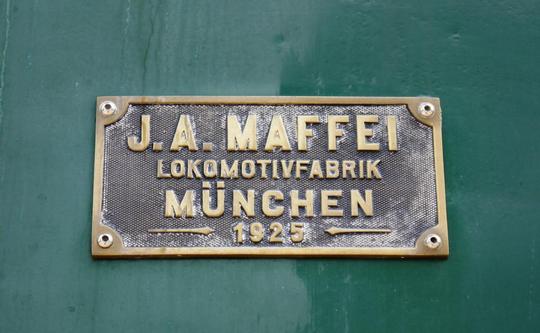 J. A. MAFFEI
LOKOMOTIVFABRIK
MÜNCHEN
1925